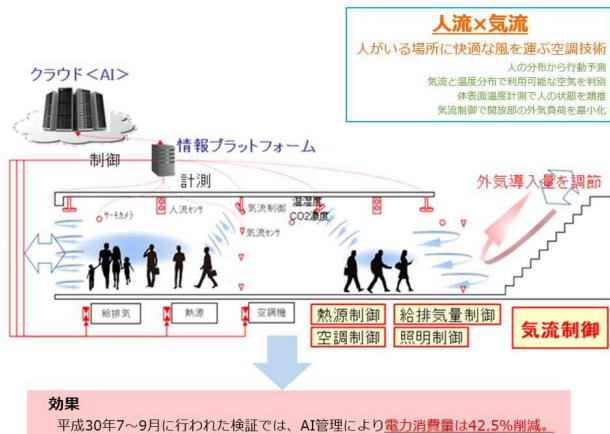 人流×気流
人がいる場所に快適な風を運ぶ空調技術
人の分布から行動予測
気流と温度分布で利用可能な空気を判別
体表面温度計測で人の状態を類推
気流制御で開放部の外気負荷を最小化
クラウド＜AI＞
情報プラットフォーム
制御
計測
外気導入量を調節
サーモカメラ
人流センサ
気流制御
温湿度
CO2濃度
気流センサ
給排気
熱源
空調機
熱源制御
給排気量制御
空調制御
照明制御
気流制御
効果
平成30年7～9月に行われた検証では、AI管理により電力消費量は42.5%削減。